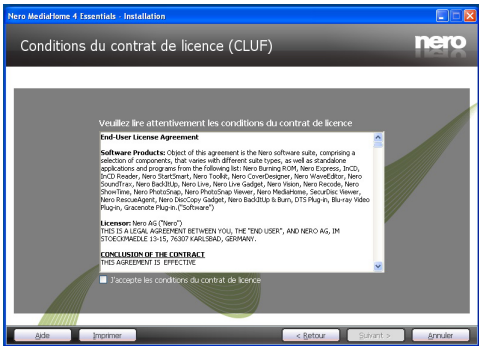 Nero MediaHome 4 Essentials - Installation
Conditions du contrat de licence (CLUF)
nero
Veuillez lire attentivement les conditions du contrat de licence
End-User License Agreement
Software Products: Object of this agreement is the Nero software suite, comprising a
selection of components, that varies with different suite types, as well as standalone
applications and programs from the following list: Nero Burning ROM, Nero Express, InCD,
InCD Reader, Nero StartSmart, Nero Toolkit, Nero CoverDesigner, Nero WaveEditor, Nero
SoundTrax, Nero BackItUp, Nero Live, Nero Live Gadget, Nero Vision, Nero Recode, Nero
ShowTime, Nero PhotoSnap, Nero PhotoSnap Viewer, Nero MediaHome, SecurDisc Viewer,
Nero RescueAgent, Nero DiscCopy Gadget, Nero BackItUp & Burn, DTS Plug-in, Blu-ray Video
Plug-in, Gracenote Plug-in.("Software")
Licensor: Nero AG ("Nero")
THIS IS A LEGAL AGREEMENT BETWEEN YOU, THE "END USER", AND NERO AG, IM
STOECKMAEDLE 13-15, 76307 KARLSBAD, GERMANY.
CONCLUSION OF THE CONTRACT
THIS AGREEMENT IS EFFECTIVE
J'accepte les conditions du contrat de licence
Aide
Imprimer
< Retour
Suivant >
Annuler